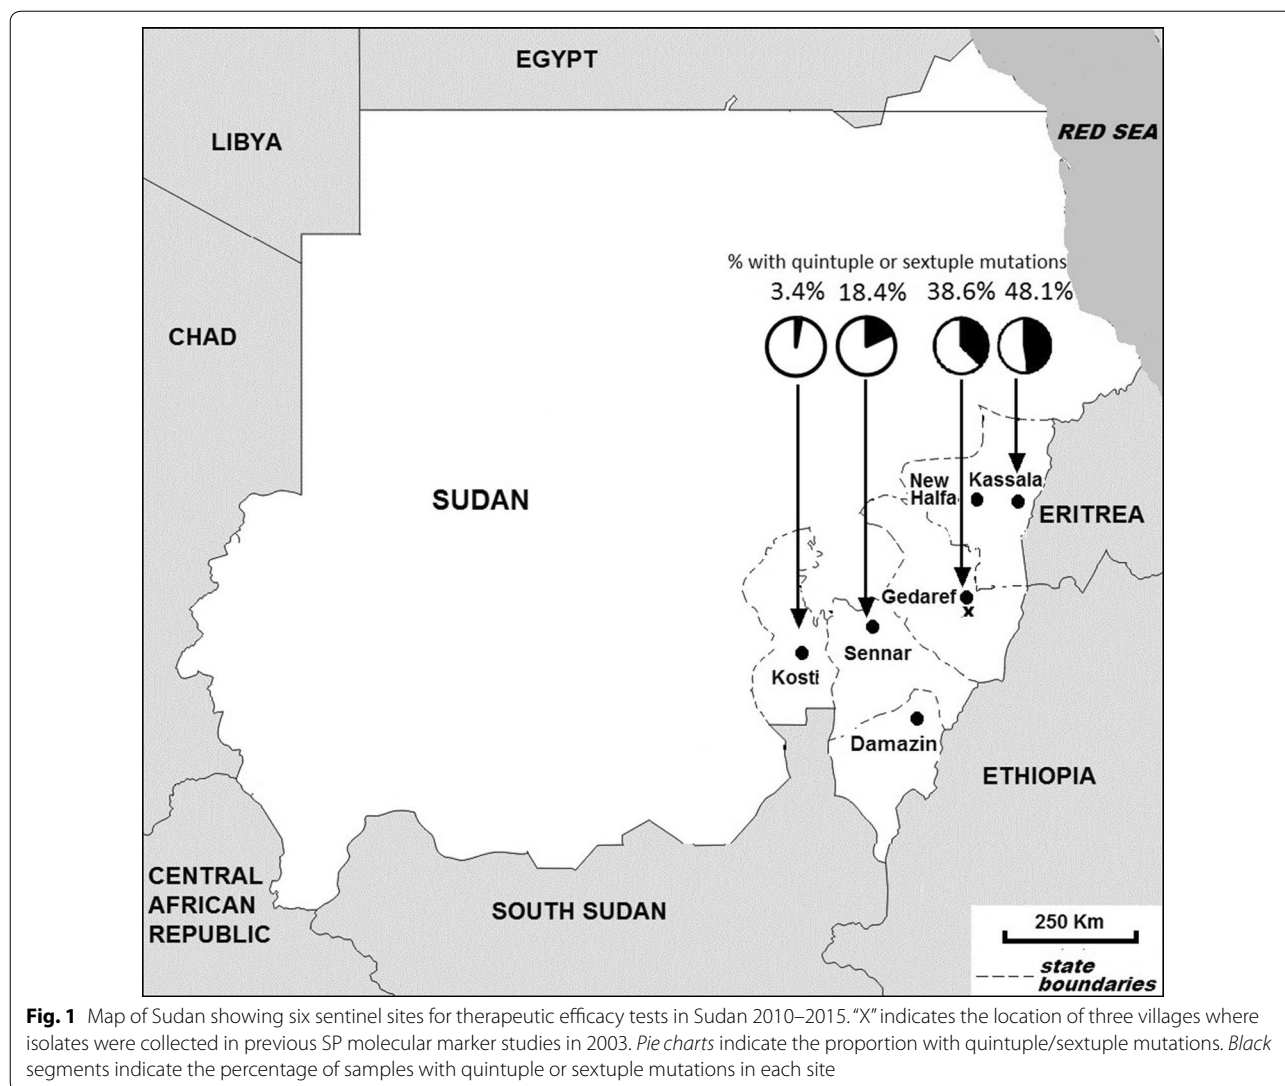 EGYPT
LIBYA
RED SEA
% with quintuple or sextuple mutations
3.4% 18.4% 38.6% 48.1%
CHAD
SUDAN
New
Halfa
Kassala
ERITREA
Gedaref
x
Sennar
Kosti
Damazin
ETHIOPIA
CENTRAL
AFRICAN
REPUBLIC
SOUTH SUDAN
250 Km
state
boundaries
Fig. 1 Map of Sudan showing six sentinel sites for therapeutic efficacy tests in Sudan 2010–2015. “X” indicates the location of three villages where
isolates were collected in previous SP molecular marker studies in 2003. Pie charts indicate the proportion with quintuple/sextuple mutations. Black
segments indicate the percentage of samples with quintuple or sextuple mutations in each site